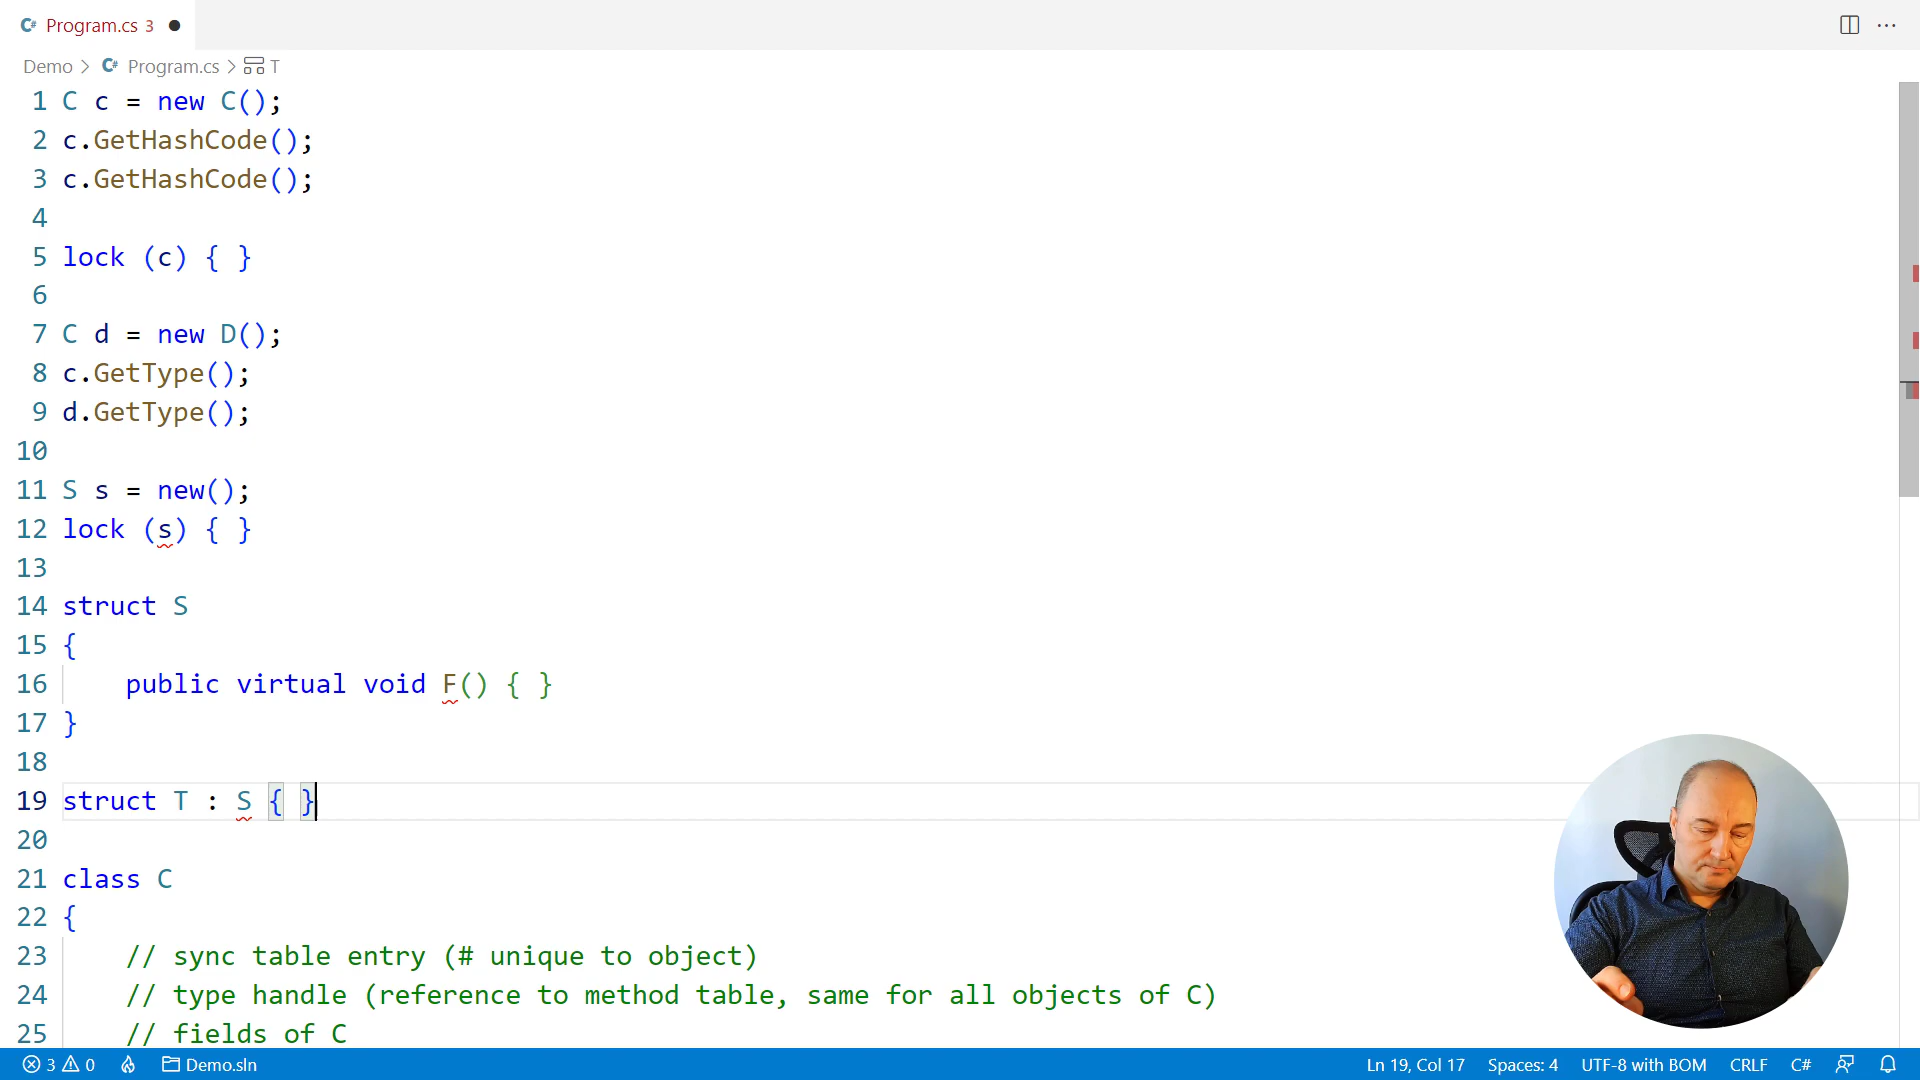 C# Program.cs 3
Demo > C# Program.cs > T
1 C c = new C();
2 c.GetHashCode();
3 c.GetHashCode();
4
5 lock (c) { }
6
7 C d = new D();
8 c.GetType();
9 d.GetType();
10
11 S s = new();
12 lock (s) { }
13
14 struct S
15 {
16     public virtual void F() { }
17 }
18
19 struct T : S { }
20
21 class C
22 {
23     // sync table entry (# unique to object)
24     // type handle (reference to method table, same for all objects of C)
25     // fields of C
3 0 Demo.sln Ln 19, Col 17 Spaces: 4 UTF-8 with BOM CRLF C#